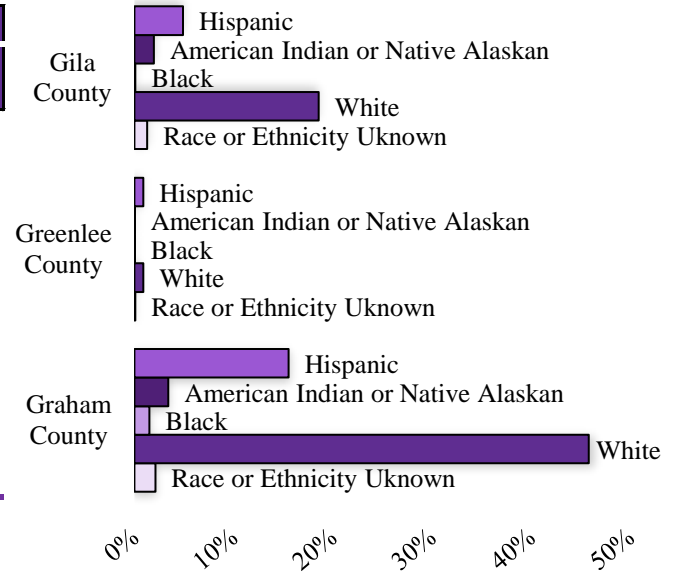 Gila
County
Hispanic
American Indian or Native Alaskan
Black
White
Race or Ethnicity Uknown
Greenlee
County
Hispanic
American Indian or Native Alaskan
Black
White
Race or Ethnicity Uknown
Graham
County
Hispanic
American Indian or Native Alaskan
Black
White
Race or Ethnicity Uknown
0% 10% 20% 30% 40% 50%